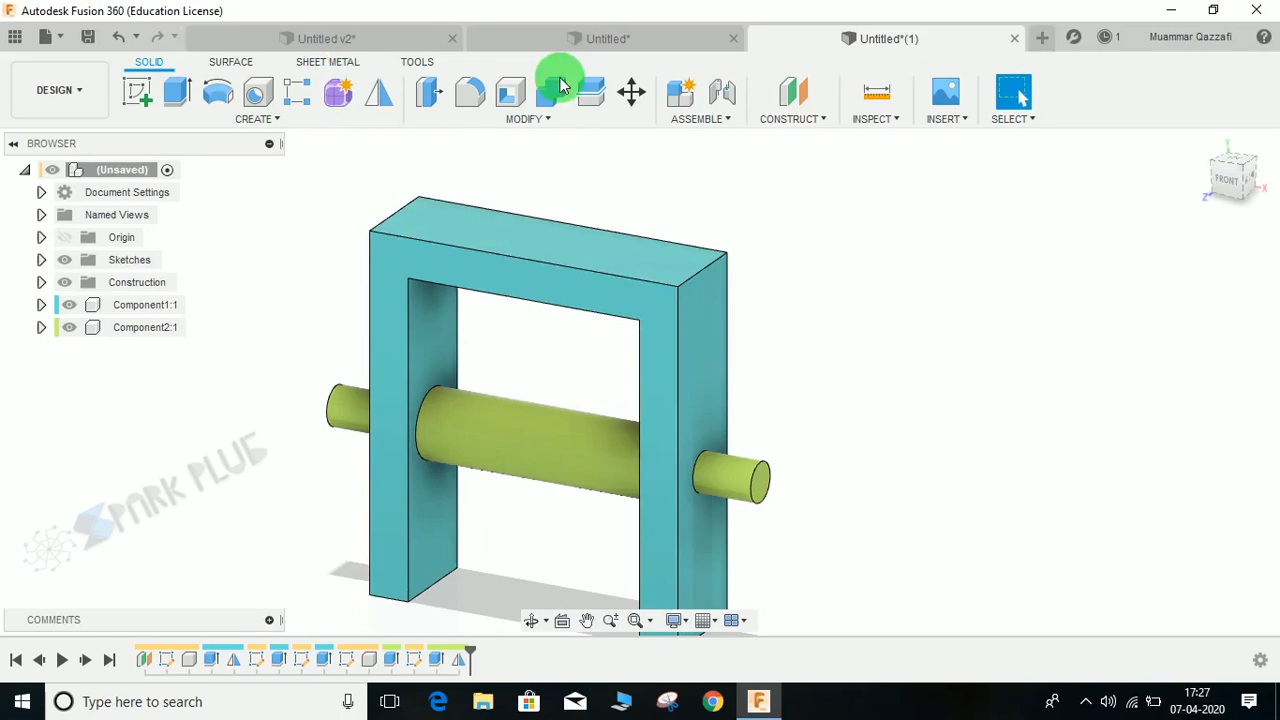 Autodesk Fusion 360 (Education License)
Untitled v2*
Untitled*
Untitled*(1)
1
Muammar Qazzafi
SOLID
SURFACE
SHEET METAL
TOOLS
DESIGN
CREATE
MODIFY
ASSEMBLE
CONSTRUCT
INSPECT
INSERT
SELECT
BROWSER
(Unsaved)
Document Settings
Named Views
Origin
Sketches
Construction
Component1:1
Component2:1
Y
FRONT
X
Z
SPARK PLUG
COMMENTS
Type here to search
17:27
07-04-2020